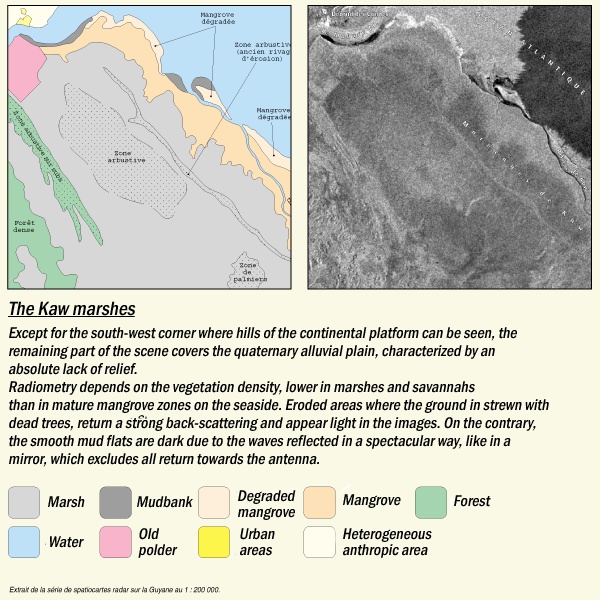 Mangrove
dégradée
Zone arbustive
(ancien rivag
d'érosion)
Mangrove
dégradée
Zone arbustive sur sable
Zone
arbustive
Forêt
dense
Zone
de
palmiers
ATLANTIQUE
The Kaw marshes
Except for the south-west corner where hills of the continental platform can be seen, the
remaining part of the scene covers the quaternary alluvial plain, characterized by an
absolute lack of relief.
Radiometry depends on the vegetation density, lower in marshes and savannahs
than in mature mangrove zones on the seaside. Eroded areas where the ground in strewn with
dead trees, return a strông back-scattering and appear light in the images. On the contrary,
the smooth mud flats are dark due to the waves reflected in a spectacular way, like in a
mirror, which excludes all return towards the antenna.
Marsh
Mudbank
Degraded
mangrove
Mangrove
Forest
Water
Old
polder
Urban
areas
Heterogeneous
anthropic area
Extrait de la série de spatiocartes radar sur la Guyane au 1 : 200 000.